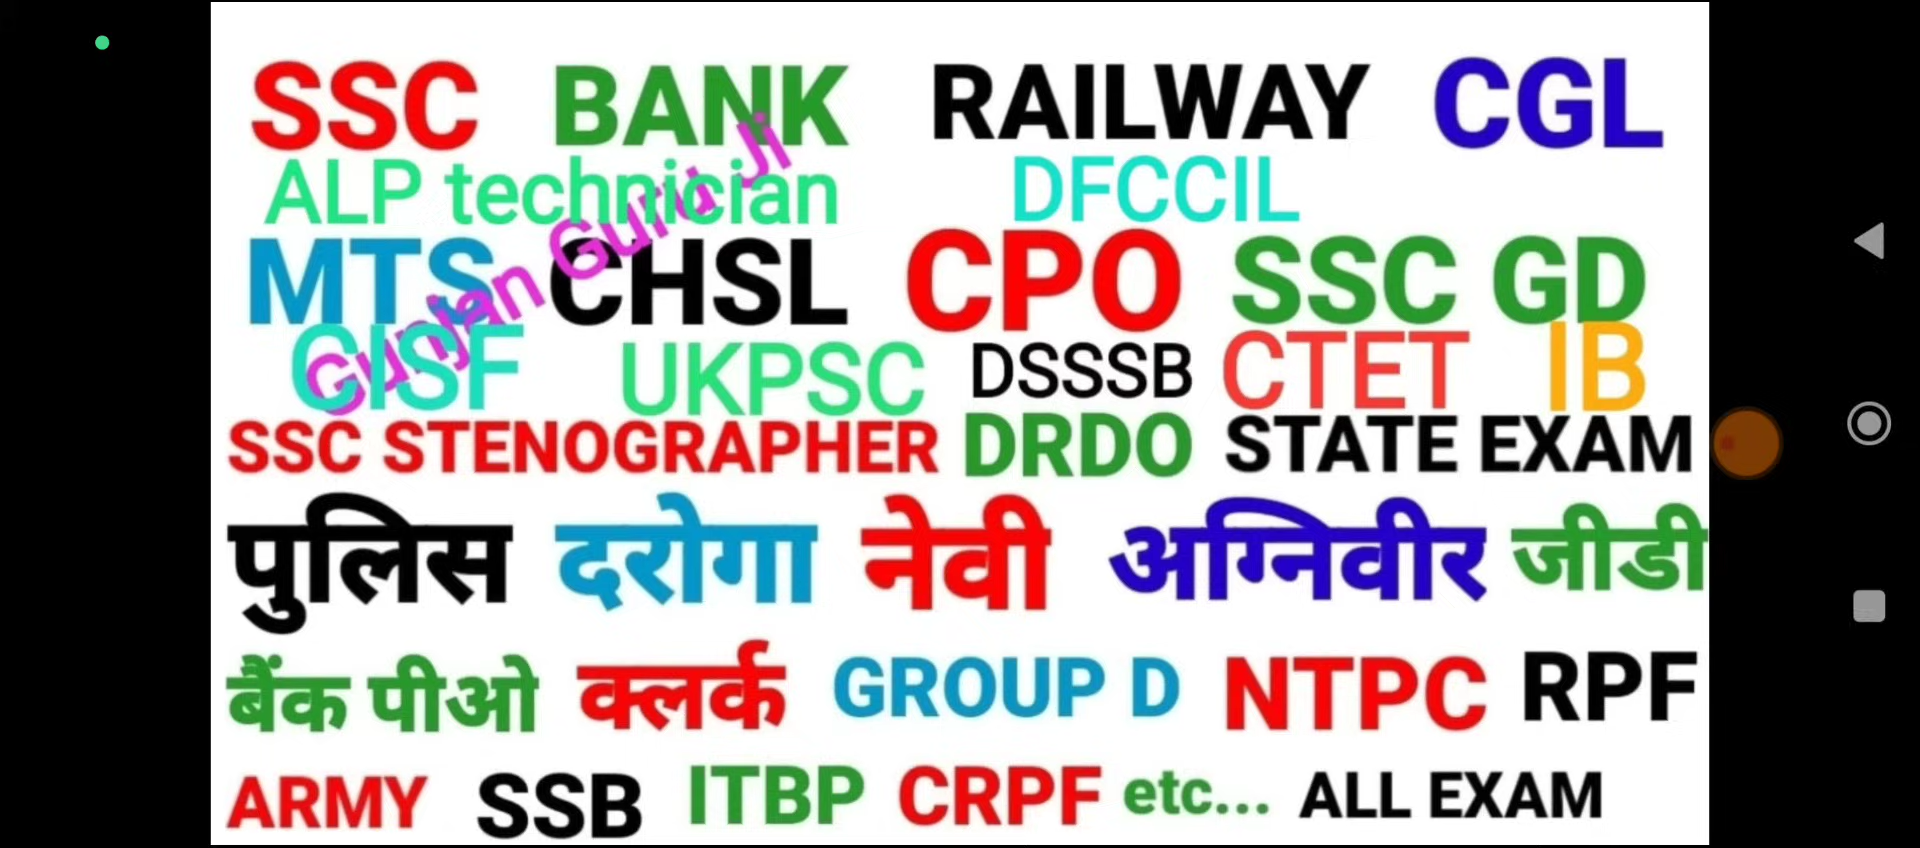 SSC BANK RAILWAY CGL
ALP technician DFCCIL
MTS CHSL CPO SSC GD
CISF UKPSC DSSSB CTET IB
SSC STENOGRAPHER DRDO STATE EXAM
पुलिस दरोगा नेवी अग्निवीर जीडी
बैंक पीओ क्लर्क GROUP D NTPC RPF
ARMY SSB ITBP CRPF etc... ALL EXAM
Gunjan Guru Ji